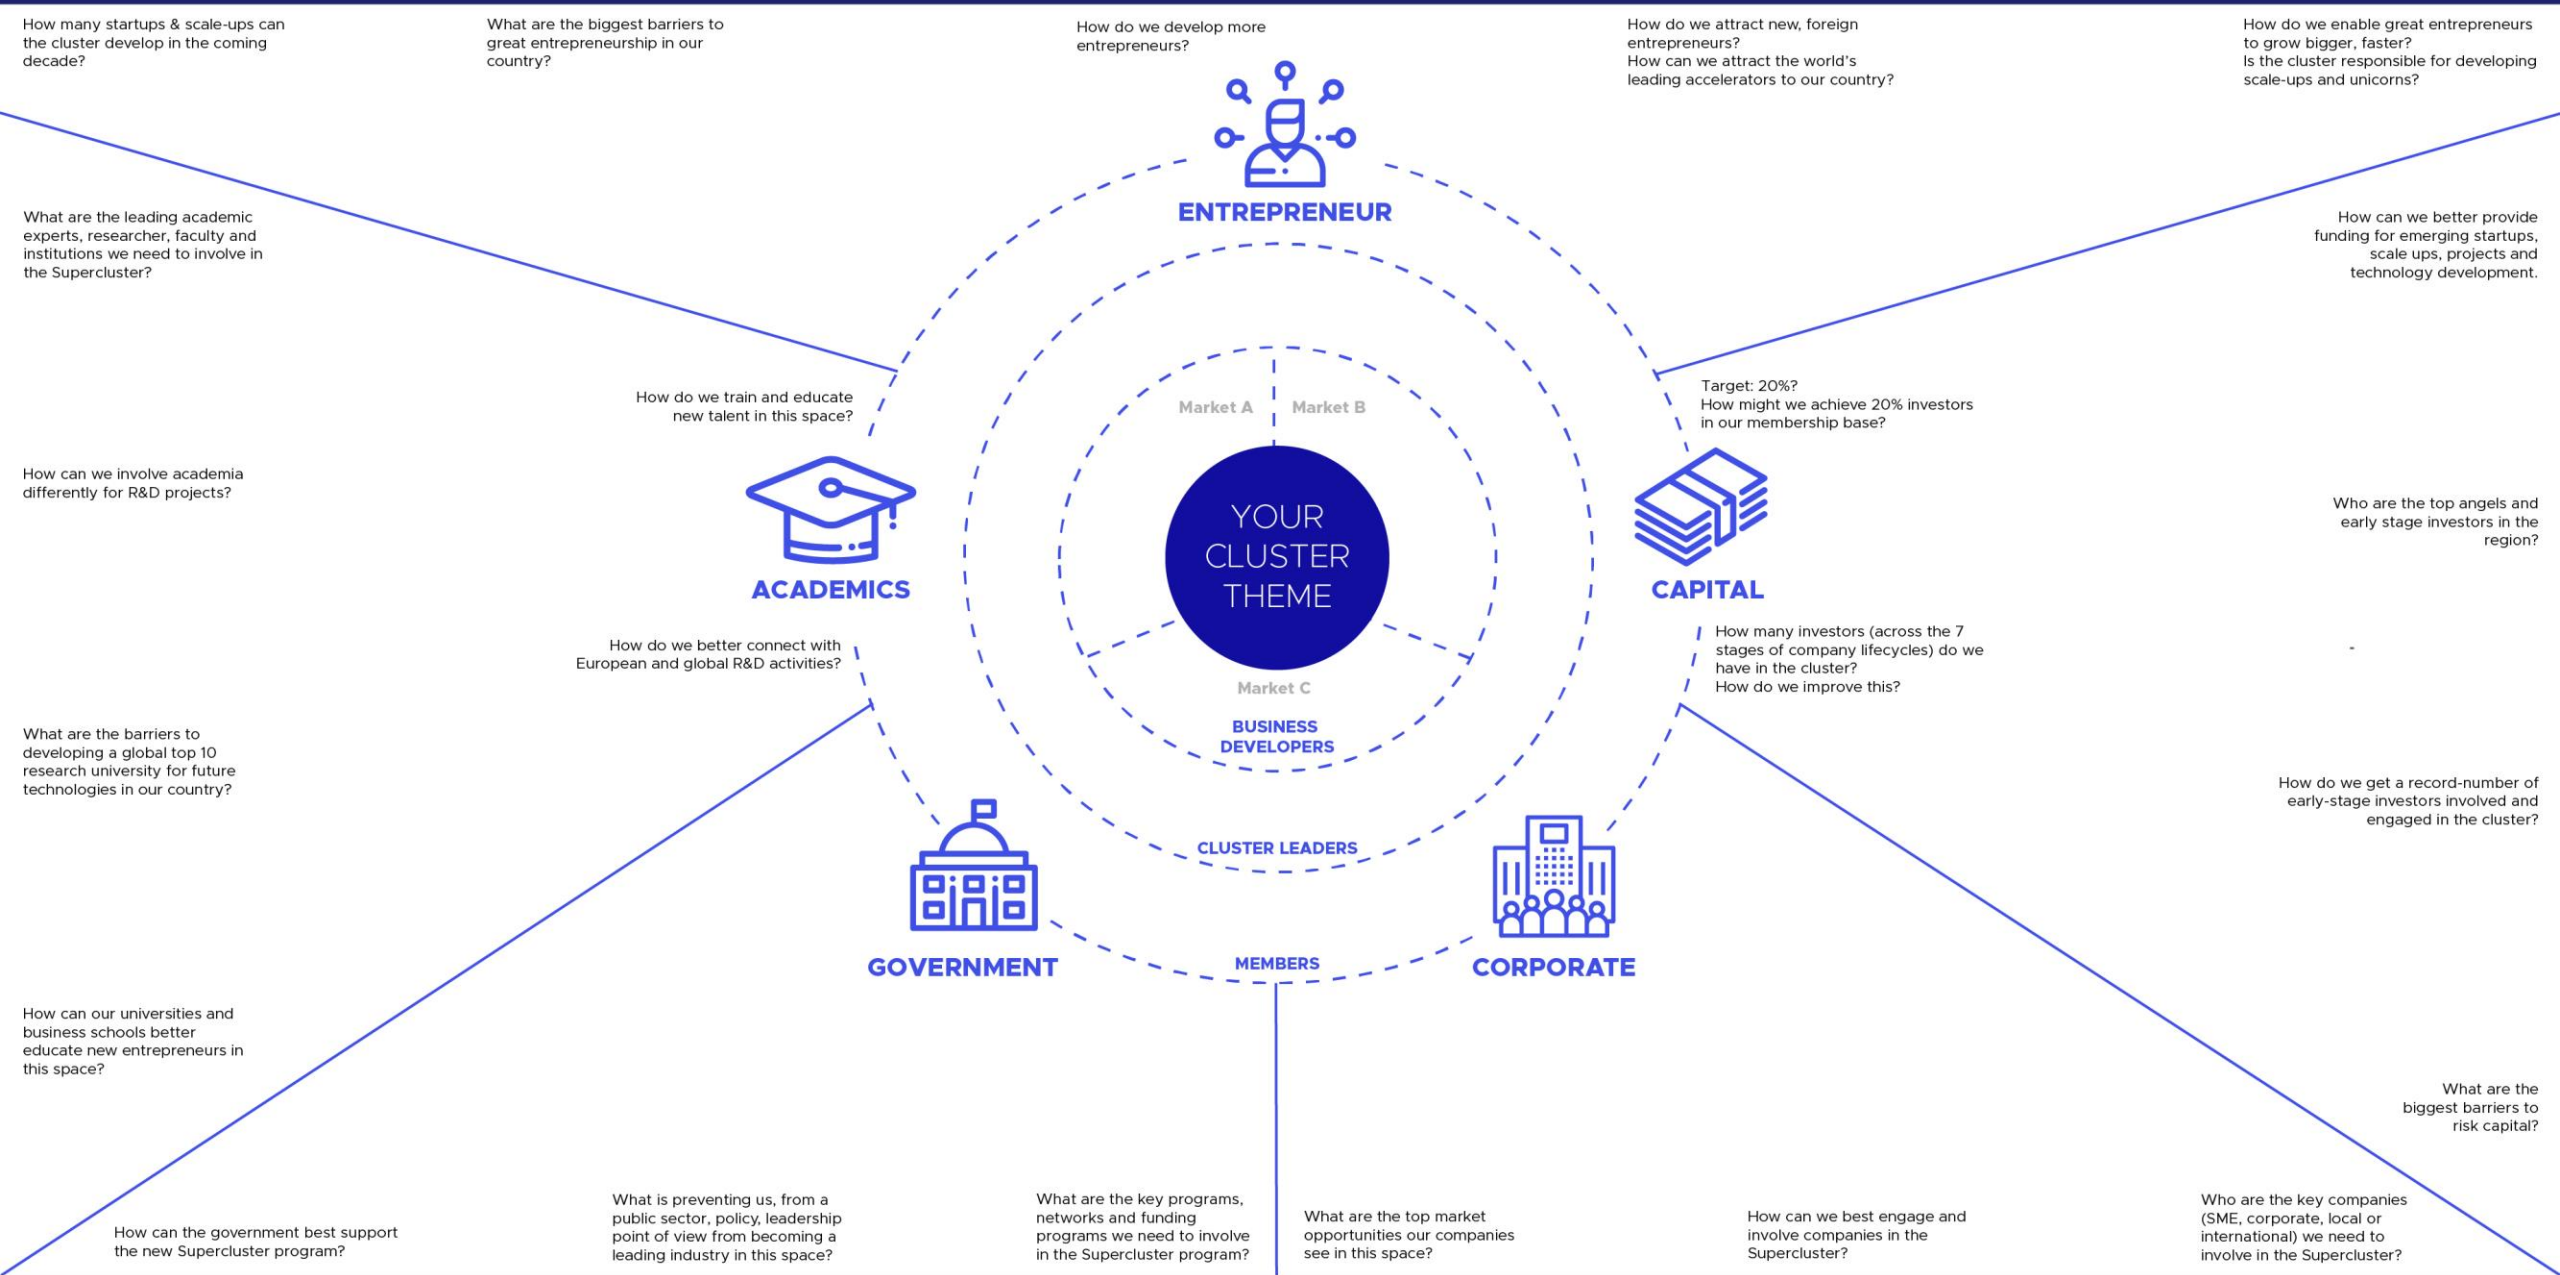 How many startups & scale-ups can
the cluster develop in the coming
decade?
What are the biggest barriers to
great entrepreneurship in our
country?
How do we develop more
entrepreneurs?
How do we attract new, foreign
entrepreneurs?
How can we attract the world's
leading accelerators to our country?
How do we enable great entrepreneurs
to grow bigger, faster?
Is the cluster responsible for developing
scale-ups and unicorns?
ENTREPRENEUR
What are the leading academic
experts, researcher, faculty and
institutions we need to involve in
the Supercluster?
How do we train and educate
new talent in this space?
How can we involve academia
differently for R&D projects?
ACADEMICS
How do we better connect with
European and global R&D activities?
What are the barriers to
developing a global top 10
research university for future
technologies in our country?
How can our universities and
business schools better
educate new entrepreneurs in
this space?
Market A
Market B
YOUR
CLUSTER
THEME
Market C
BUSINESS
DEVELOPERS
CLUSTER LEADERS
MEMBERS
How can we better provide
funding for emerging startups,
scale ups, projects and
technology development.
Target: 20%?
How might we achieve 20% investors
in our membership base?
Who are the top angels and
early stage investors in the
region?
CAPITAL
How many investors (across the 7
stages of company lifecycles) do we
have in the cluster?
How do we improve this?
-
How do we get a record-number of
early-stage investors involved and
engaged in the cluster?
What are the
biggest barriers to
risk capital?
GOVERNMENT
How can the government best support
the new Supercluster program?
What is preventing us, from a
public sector, policy, leadership
point of view from becoming a
leading industry in this space?
What are the key programs,
networks and funding
programs we need to involve
in the Supercluster program?
CORPORATE
What are the top market
opportunities our companies
see in this space?
How can we best engage and
involve companies in the
Supercluster?
Who are the key companies
(SME, corporate, local or
international) we need to
involve in the Supercluster?